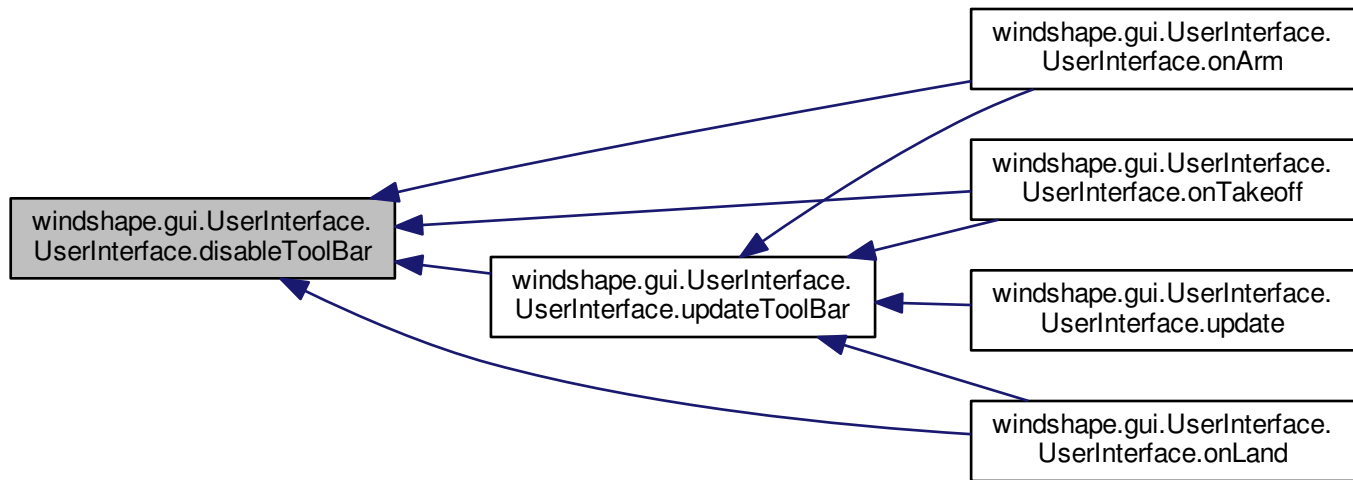 windshape.gui.UserInterface.
UserInterface.disableToolBar
windshape.gui.UserInterface.
UserInterface.updateToolBar
windshape.gui.UserInterface.
UserInterface.onArm
windshape.gui.UserInterface.
UserInterface.onTakeoff
windshape.gui.UserInterface.
UserInterface.update
windshape.gui.UserInterface.
UserInterface.onLand